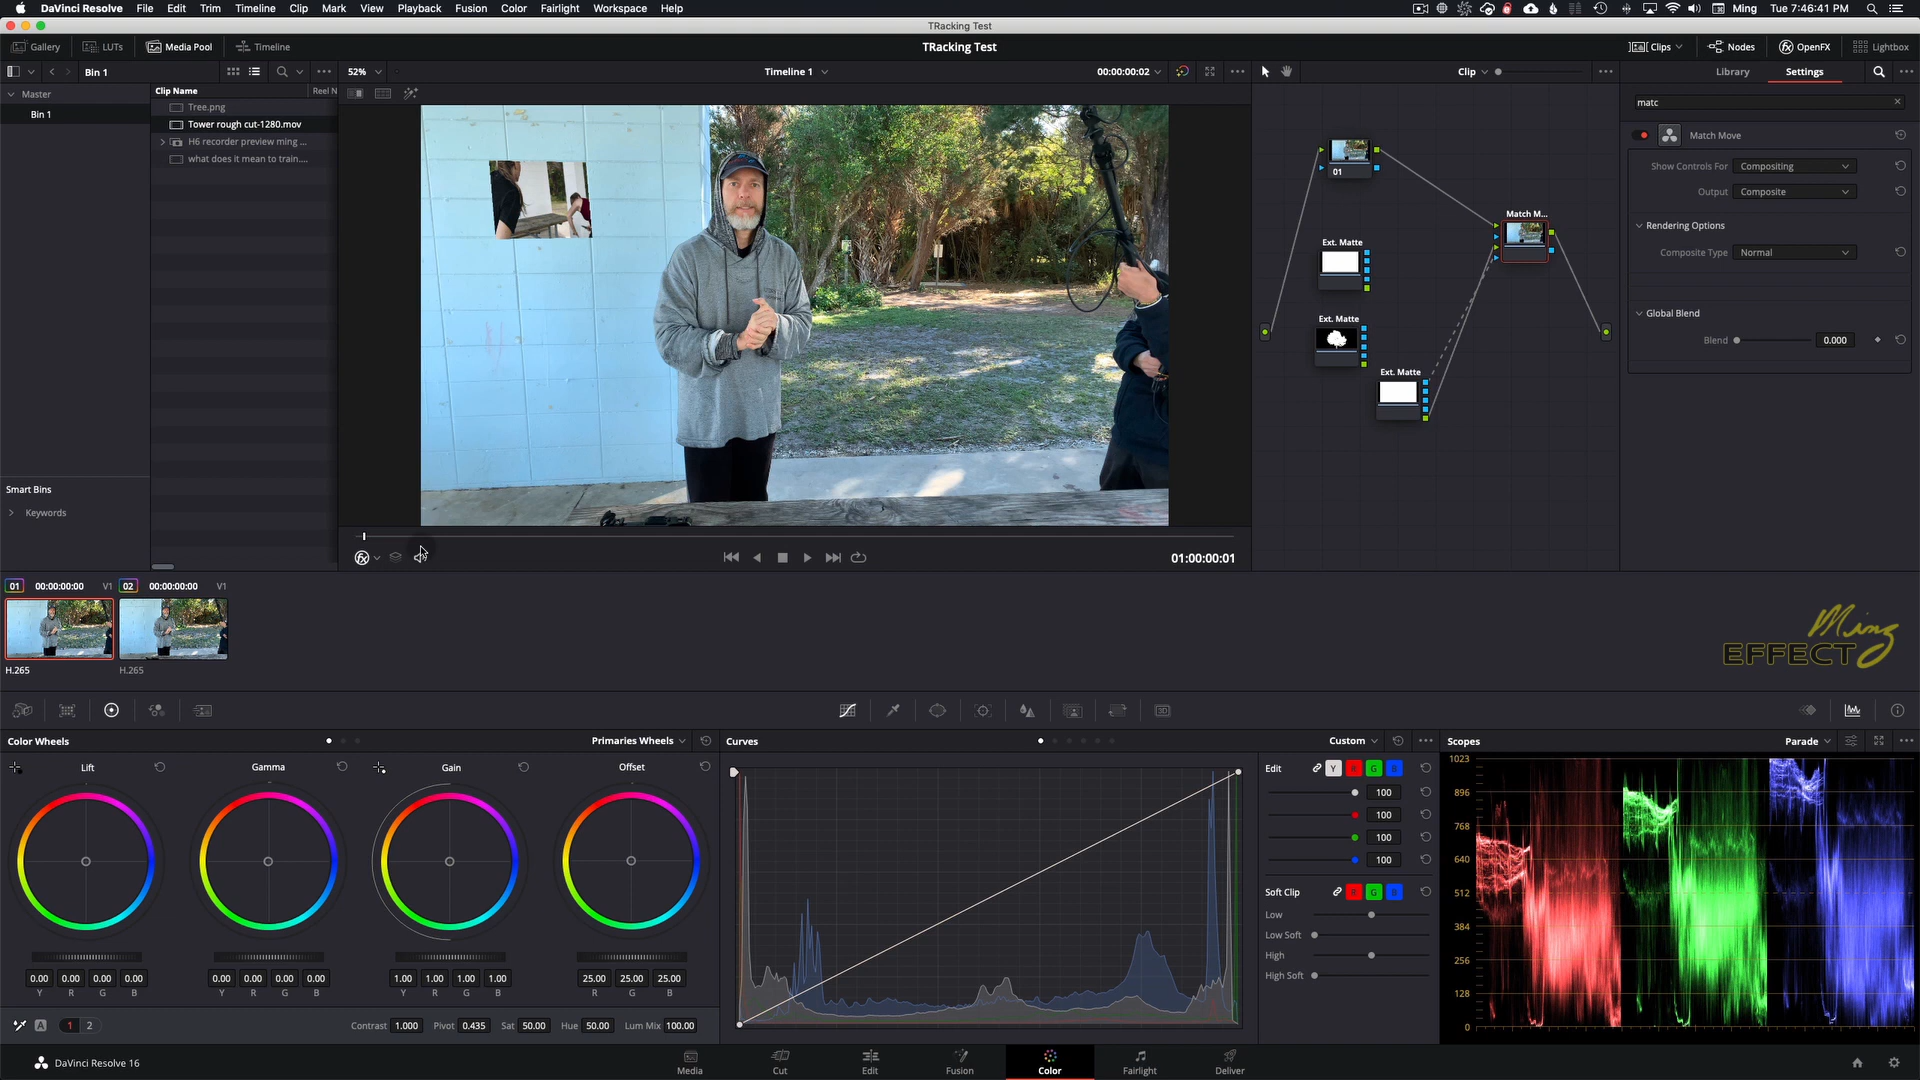 DaVinci Resolve File Edit Trim Timeline Clip Mark View Playback Fusion Color Fairlight Workspace Help Ming Tue 7:46:41 PM
TRacking Test
Gallery LUTs Media Pool Timeline TRacking Test Clips Nodes OpenFX Lightbox
Bin 1 52% Timeline 1 00:00:00:02 Clip Library Settings
Clip Name Reel N
Master
Bin 1
Tree.png
Tower rough cut-1280.mov
H6 recorder preview ming ...
what does it mean to train....
Smart Bins
Keywords
01
Match M...
Ext. Matte
Ext. Matte
Ext. Matte
matc
Match Move
Show Controls For Compositing
Output Composite
Rendering Options
Composite Type Normal
Global Blend
Blend 0.000
01:00:00:01
01 00:00:00:00 V1 02 00:00:00:00 V1
H.265 H.265
Ming
EFFECT
Color Wheels Primaries Wheels
Lift Gamma Gain Offset
0.00 0.00 0.00 0.00 0.00 0.00 0.00 0.00 1.00 1.00 1.00 1.00 25.00 25.00 25.00
Y R G B Y R G B Y R G B R G B
A 1 2 Contrast 1.000 Pivot 0.435 Sat 50.00 Hue 50.00 Lum Mix 100.00
Curves Custom
Edit Y R G B
100
100
100
100
Soft Clip R G B
Low
Low Soft
High
High Soft
Scopes Parade
1023
896
768
640
512
384
256
128
0
DaVinci Resolve 16
Media Cut Edit Fusion Color Fairlight Deliver